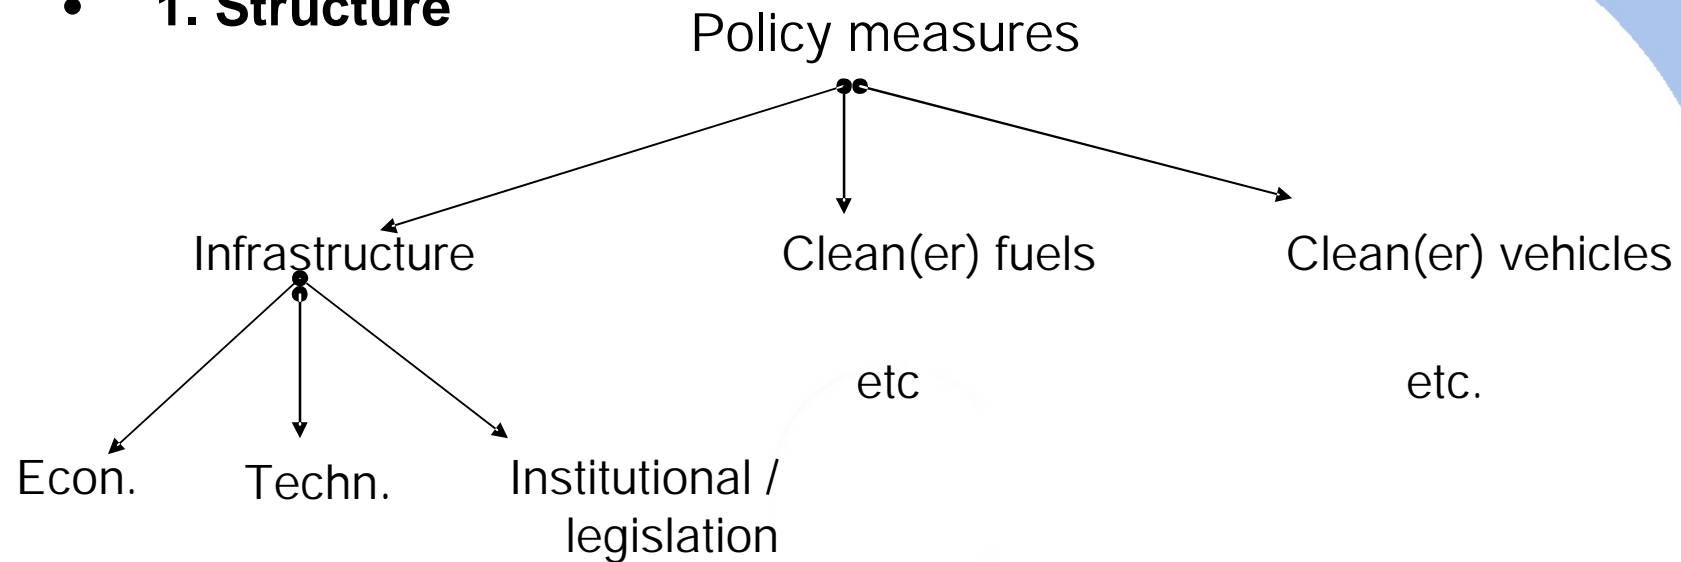 • 1. Structure
Policy measures
Infrastructure
Clean(er) fuels
Clean(er) vehicles
etc
etc.
Econ.
Techn.
Institutional /
legislation